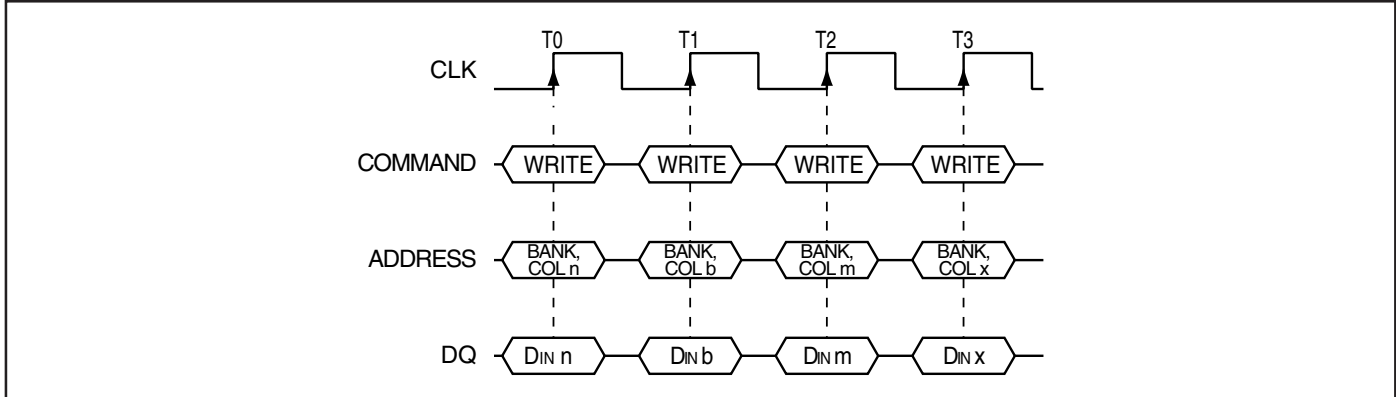 T0 T1 T2 T3
CLK
COMMAND WRITE WRITE WRITE WRITE
ADDRESS BANK, COL n BANK, COL b BANK, COL m BANK, COL x
DQ DIN n DIN b DIN m DIN x